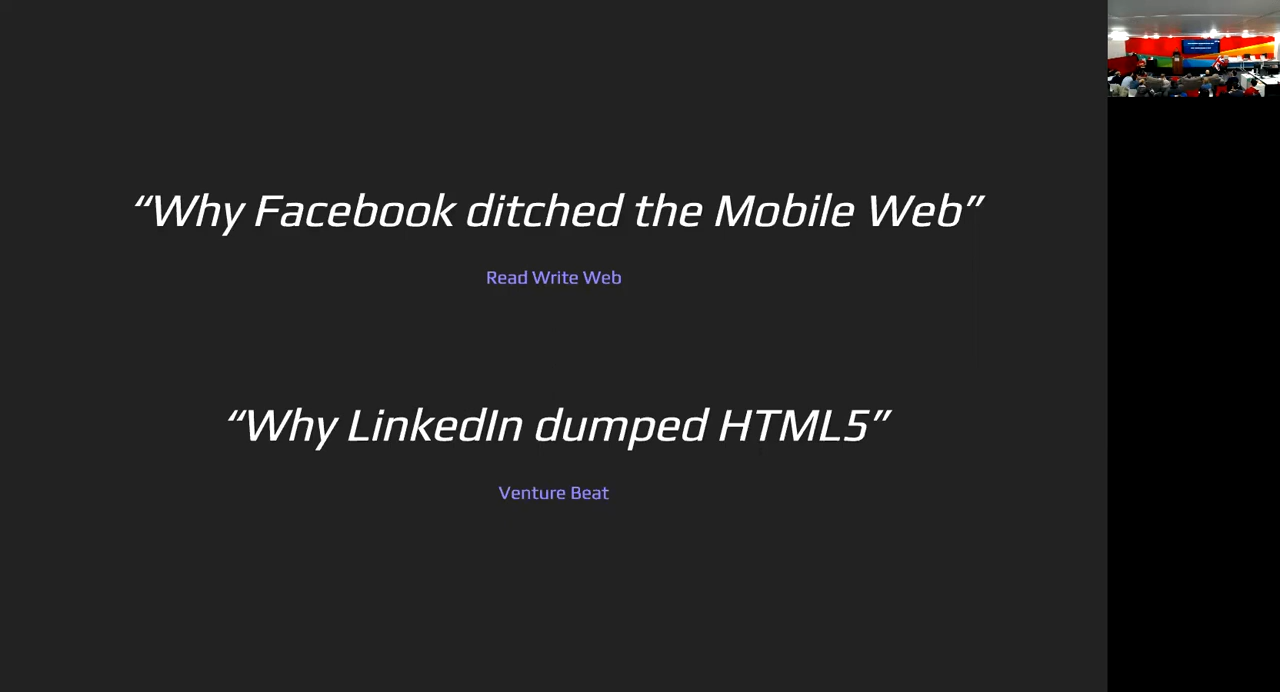 “Why Facebook ditched the Mobile Web”
Read Write Web
“Why LinkedIn dumped HTML5”
Venture Beat